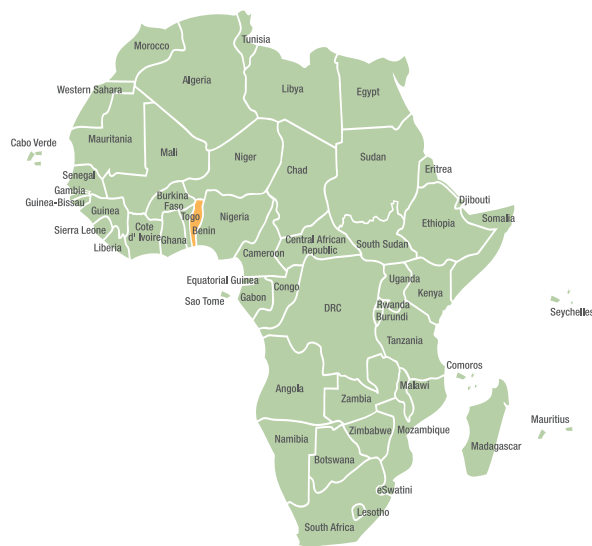 Tunisia
Morocco
Algeria
Libya
Egypt
Western Sahara
Mauritania
Mali
Niger
Chad
Sudan
Eritrea
Cabo Verde
Senegal
Gambia
Guinea-Bissau
Guinea
Sierra Leone
Liberia
Cote
d' Ivoire
Burkina
Faso
Ghana
Togo
Benin
Nigeria
Djibouti
Somalia
Ethiopia
Central African
Republic
South Sudan
Cameroon
Equatorial Guinea
Sao Tome
Gabon
Congo
DRC
Uganda
Kenya
Rwanda
Burundi
Tanzania
Seychelles
Comoros
Angola
Zambia
Malawi
Mozambique
Zimbabwe
Namibia
Botswana
Madagascar
Mauritius
eSwatini
Lesotho
South Africa